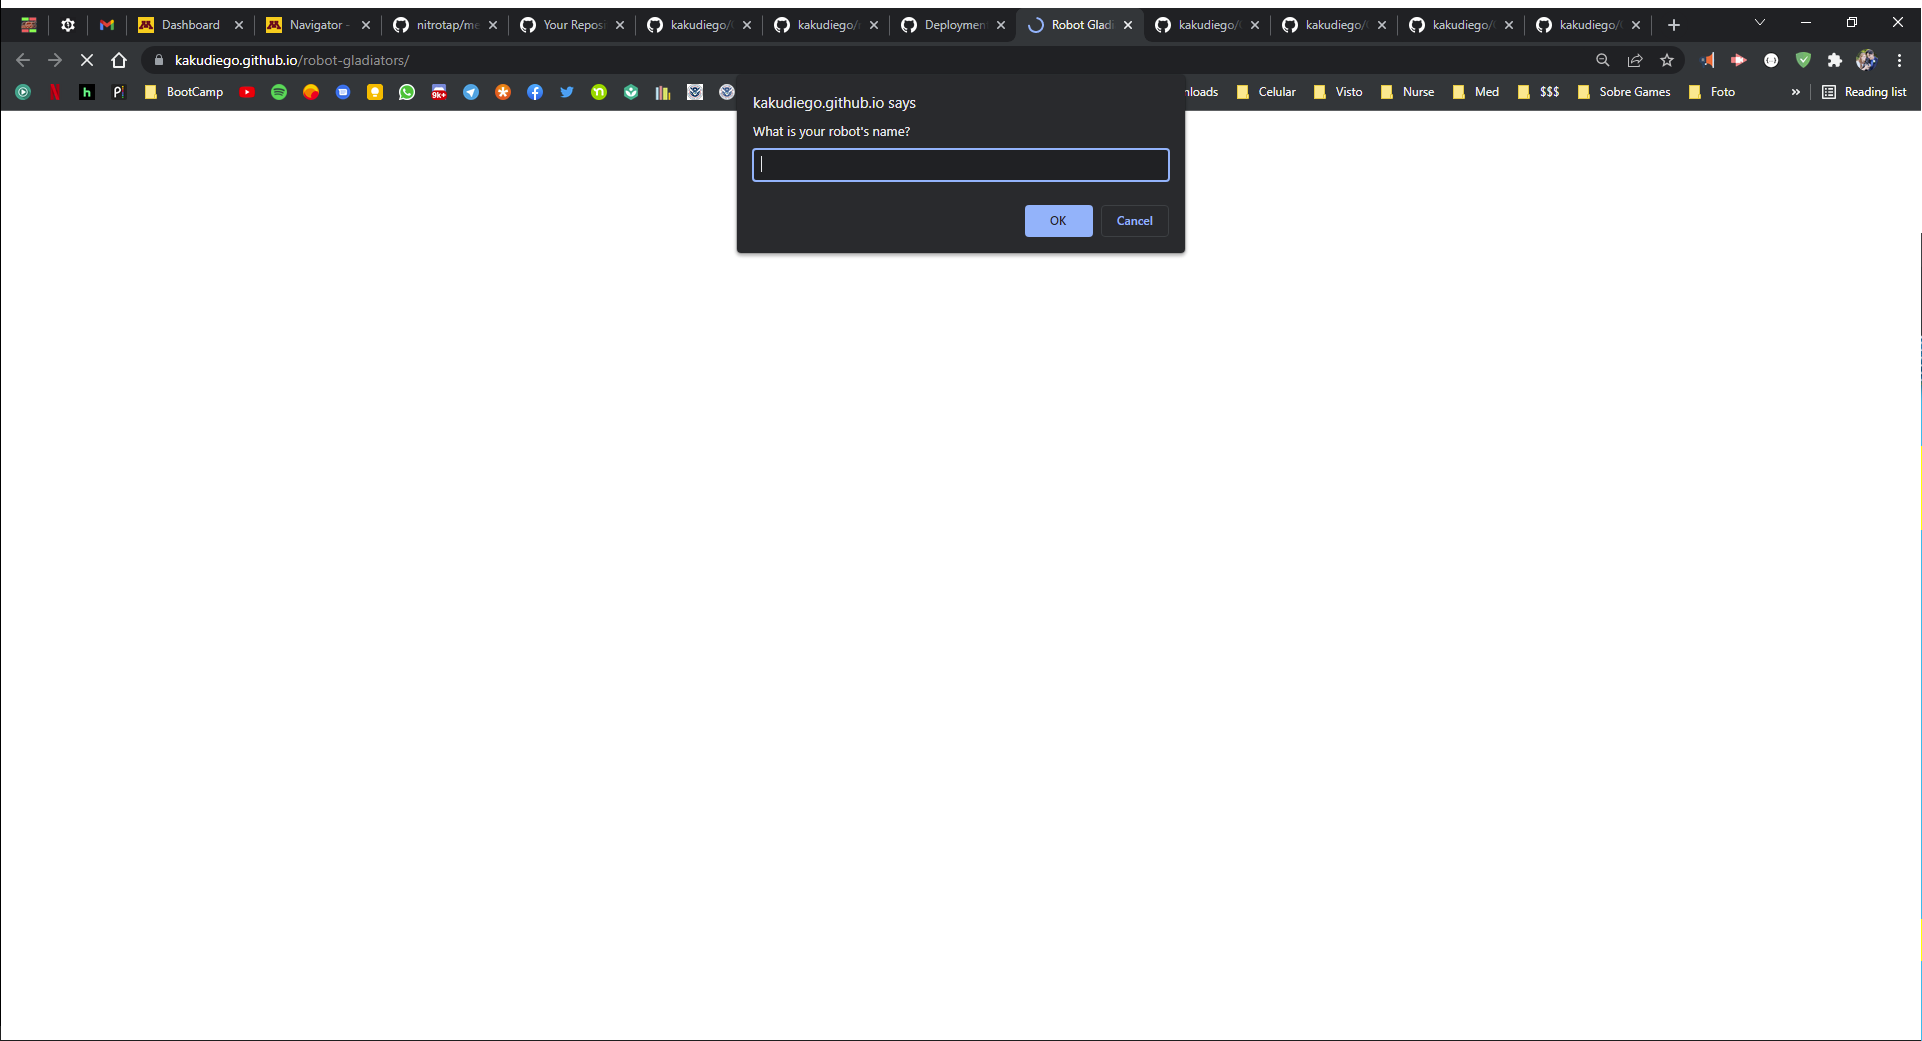 Dashboard Navigator - nitrotap/me Your Reposi kakudiego/ kakudiego/ Deploymen Robot Gladi kakudiego/ kakudiego/ kakudiego/ kakudiego/
kakudiego.github.io/robot-gladiators/
h P! BootCamp 9k+ nloads Celular Visto Nurse Med $$$ Sobre Games Foto » Reading list
kakudiego.github.io says
What is your robot's name?
OK Cancel